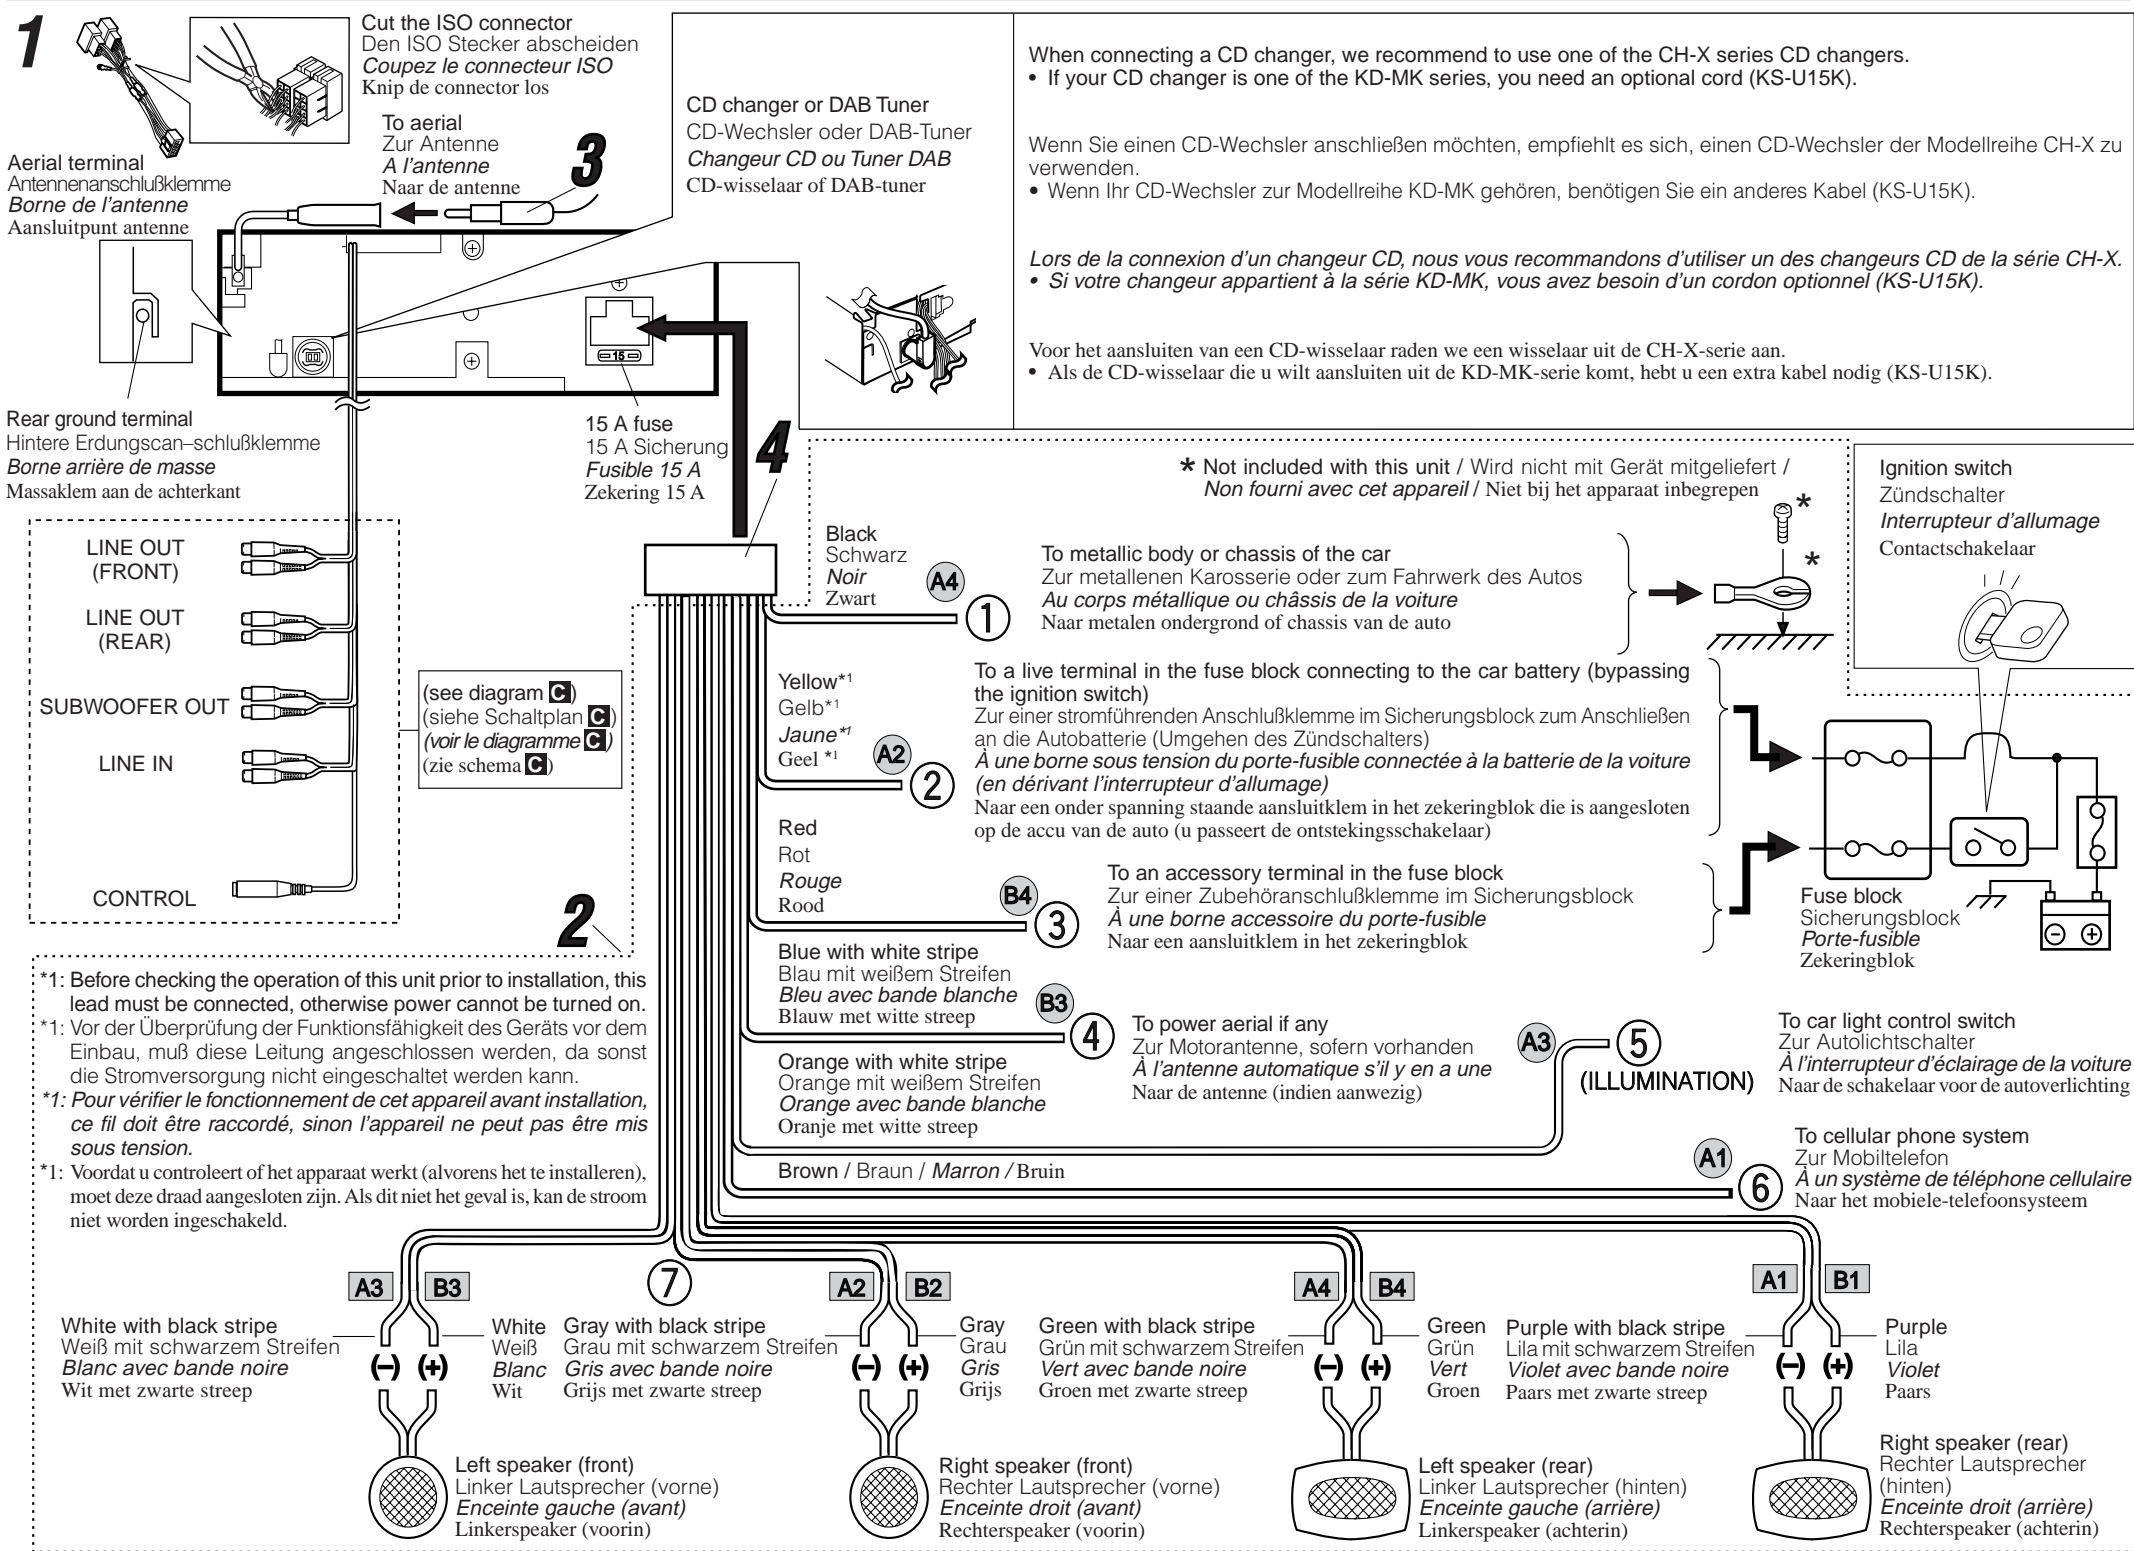 1
Cut the ISO connector
Den ISO Stecker abscheiden
Coupez le connecteur ISO
Knip de connector los
To aerial
Zur Antenne
A l'antenne
Naar de antenne
3
Aerial terminal
Antennenanschlußklemme
Borne de l'antenne
Aansluitpunt antenne
CD changer or DAB Tuner
CD-Wechsler oder DAB-Tuner
Changeur CD ou Tuner DAB
CD-wisselaar of DAB-tuner
When connecting a CD changer, we recommend to use one of the CH-X series CD changers.
• If your CD changer is one of the KD-MK series, you need an optional cord (KS-U15K).
Wenn Sie einen CD-Wechsler anschließen möchten, empfiehlt es sich, einen CD-Wechsler der Modellreihe CH-X zu
verwenden.
• Wenn Ihr CD-Wechsler zur Modellreihe KD-MK gehören, benötigen Sie ein anderes Kabel (KS-U15K).
Lors de la connexion d'un changeur CD, nous vous recommandons d'utiliser un des changeurs CD de la série CH-X.
• Si votre changeur appartient à la série KD-MK, vous avez besoin d'un cordon optionnel (KS-U15K).
Voor het aansluiten van een CD-wisselaar raden we een wisselaar uit de CH-X-serie aan.
• Als de CD-wisselaar die u wilt aansluiten uit de KD-MK-serie komt, hebt u een extra kabel nodig (KS-U15K).
15
Rear ground terminal
Hintere Erdungscan–schlußklemme
Borne arrière de masse
Massaklem aan de achterkant
15 A fuse
15 A Sicherung
Fusible 15 A
Zekering 15 A
4
* Not included with this unit / Wird nicht mit Gerät mitgeliefert /
Non fourni avec cet appareil / Niet bij het apparaat inbegrepen
*
*
Ignition switch
Zündschalter
Interrupteur d'allumage
Contactschakelaar
LINE OUT
(FRONT)
LINE OUT
(REAR)
SUBWOOFER OUT
LINE IN
CONTROL
(see diagram C)
(siehe Schaltplan C)
(voir le diagramme C)
(zie schema C)
Black
Schwarz
Noir
Zwart
A4
1
To metallic body or chassis of the car
Zur metallenen Karosserie oder zum Fahrwerk des Autos
Au corps métallique ou châssis de la voiture
Naar metalen ondergrond of chassis van de auto
Yellow*1
Gelb*1
Jaune*1
Geel *1
A2
2
To a live terminal in the fuse block connecting to the car battery (bypassing
the ignition switch)
Zur einer stromführenden Anschlußklemme im Sicherungsblock zum Anschließen
an die Autobatterie (Umgehen des Zündschalters)
À une borne sous tension du porte-fusible connectée à la batterie de la voiture
(en dérivant l'interrupteur d'allumage)
Naar een onder spanning staande aansluitklem in het zekeringblok die is aangesloten
op de accu van de auto (u passeert de ontstekingsschakelaar)
Red
Rot
Rouge
Rood
B4
3
To an accessory terminal in the fuse block
Zur einer Zubehöranschlußklemme im Sicherungsblock
À une borne accessoire du porte-fusible
Naar een aansluitklem in het zekeringblok
Fuse block
Sicherungsblock
Porte-fusible
Zekeringblok
2
Blue with white stripe
Blau mit weißem Streifen
Bleu avec bande blanche
Blauw met witte streep
B3
4
To power aerial if any
Zur Motorantenne, sofern vorhanden
À l'antenne automatique s'il y en a une
Naar de antenne (indien aanwezig)
Orange with white stripe
Orange mit weißem Streifen
Orange avec bande blanche
Oranje met witte streep
A3
5
(ILLUMINATION)
To car light control switch
Zur Autolichtschalter
À l'interrupteur d'éclairage de la voiture
Naar de schakelaar voor de autoverlichting
Brown / Braun / Marron / Bruin
A1
6
To cellular phone system
Zur Mobiltelefon
À un système de téléphone cellulaire
Naar het mobiele-telefoonsysteem
*1: Before checking the operation of this unit prior to installation, this
lead must be connected, otherwise power cannot be turned on.
*1: Vor der Überprüfung der Funktionsfähigkeit des Geräts vor dem
Einbau, muß diese Leitung angeschlossen werden, da sonst
die Stromversorgung nicht eingeschaltet werden kann.
*1: Pour vérifier le fonctionnement de cet appareil avant installation,
ce fil doit être raccordé, sinon l'appareil ne peut pas être mis
sous tension.
*1: Voordat u controleert of het apparaat werkt (alvorens het te installeren),
moet deze draad aangesloten zijn. Als dit niet het geval is, kan de stroom
niet worden ingeschakeld.
7
A3 B3
White with black stripe
Weiß mit schwarzem Streifen
Blanc avec bande noire
Wit met zwarte streep
(–) (+)
White
Weiß
Blanc
Wit
Left speaker (front)
Linker Lautsprecher (vorne)
Enceinte gauche (avant)
Linkerspeaker (voorin)
A2 B2
Gray with black stripe
Grau mit schwarzem Streifen
Gris avec bande noire
Grijs met zwarte streep
(–) (+)
Gray
Grau
Gris
Grijs
Right speaker (front)
Rechter Lautsprecher (vorne)
Enceinte droit (avant)
Rechterspeaker (voorin)
A4 B4
Green with black stripe
Grün mit schwarzem Streifen
Vert avec bande noire
Groen met zwarte streep
(–) (+)
Green
Grün
Vert
Groen
Left speaker (rear)
Linker Lautsprecher (hinten)
Enceinte gauche (arrière)
Linkerspeaker (achterin)
A1 B1
Purple with black stripe
Lila mit schwarzem Streifen
Violet avec bande noire
Paars met zwarte streep
(–) (+)
Purple
Lila
Violet
Paars
Right speaker (rear)
Rechter Lautsprecher
(hinten)
Enceinte droit (arrière)
Rechterspeaker (achterin)